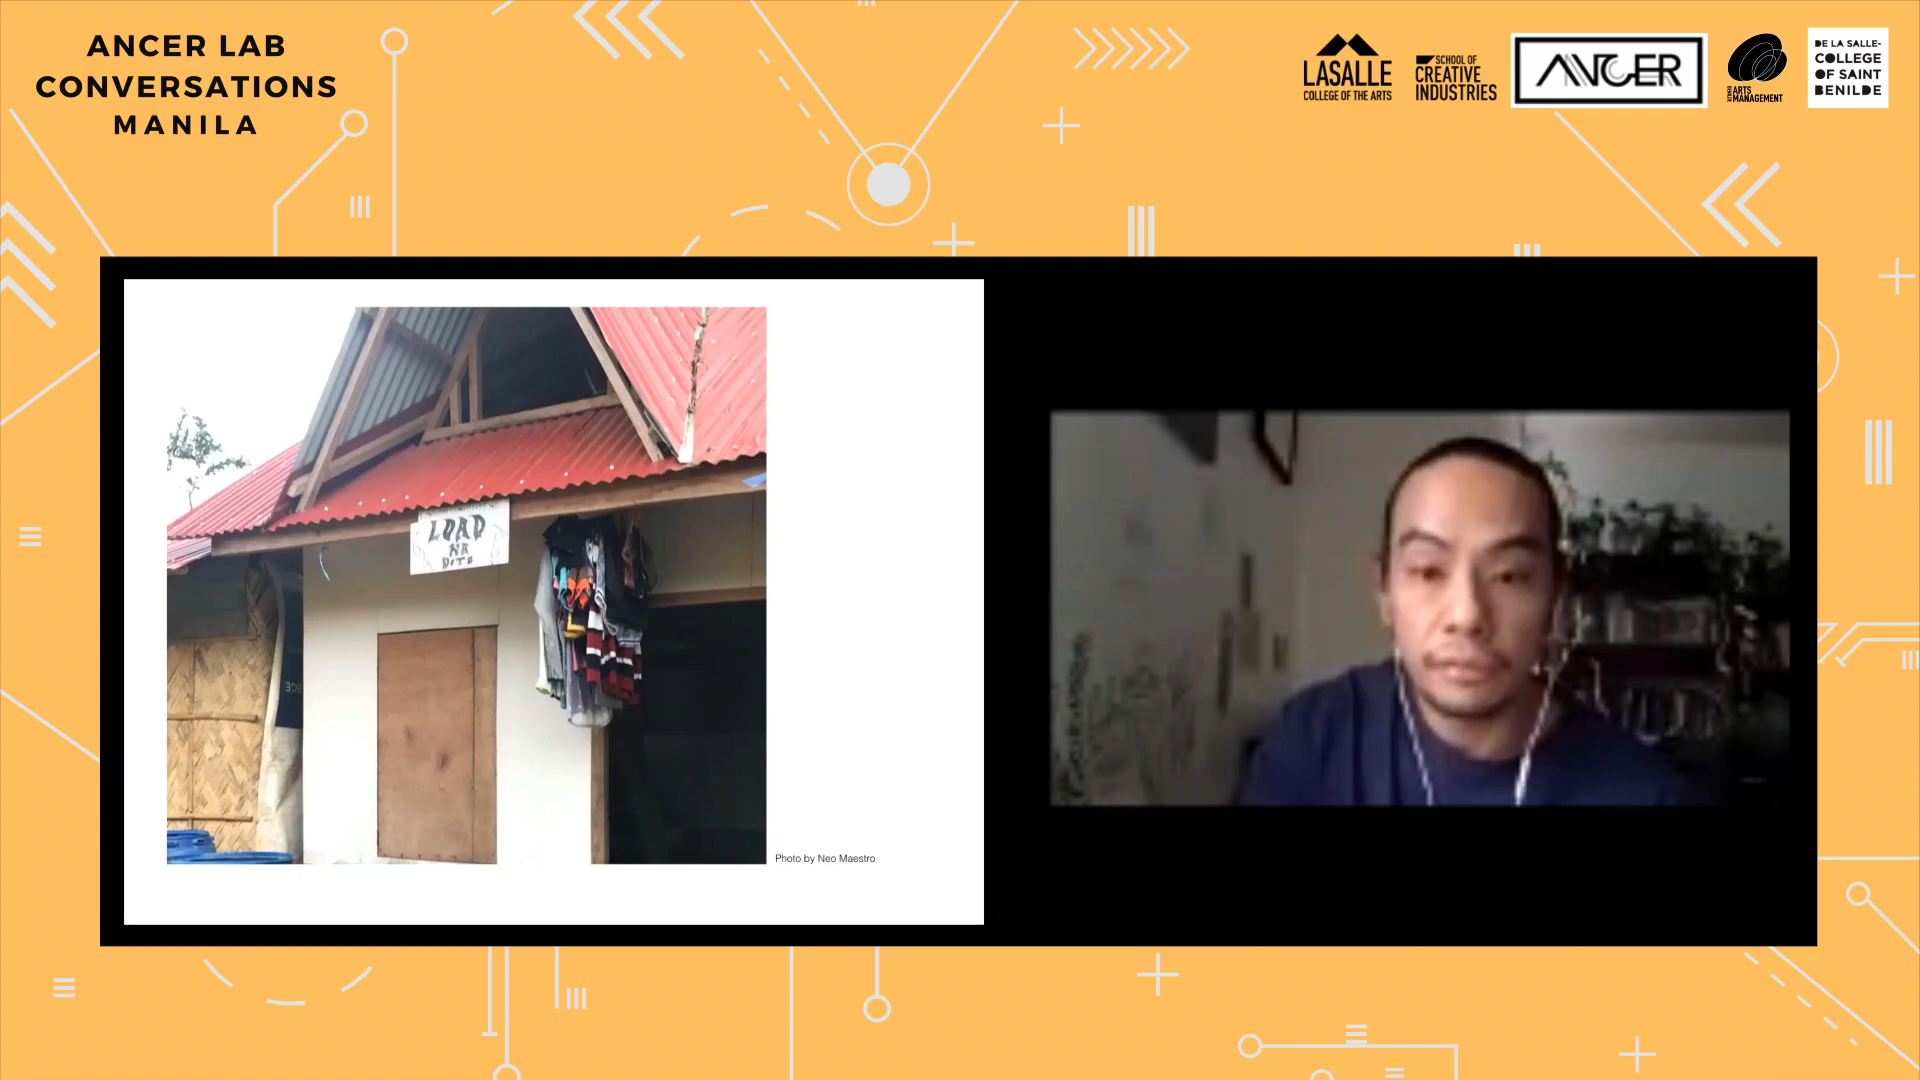 ANCER LAB
CONVERSATIONS
MANILA
LASALLE
COLLEGE OF THE ARTS
SCHOOL OF
CREATIVE
INDUSTRIES
ANCER
BENILDE
ARTS
MANAGEMENT
DE LA SALLE-
COLLEGE
OF SAINT
BENILDE
LOAD
NA
DITO
Photo by Neo Maestro